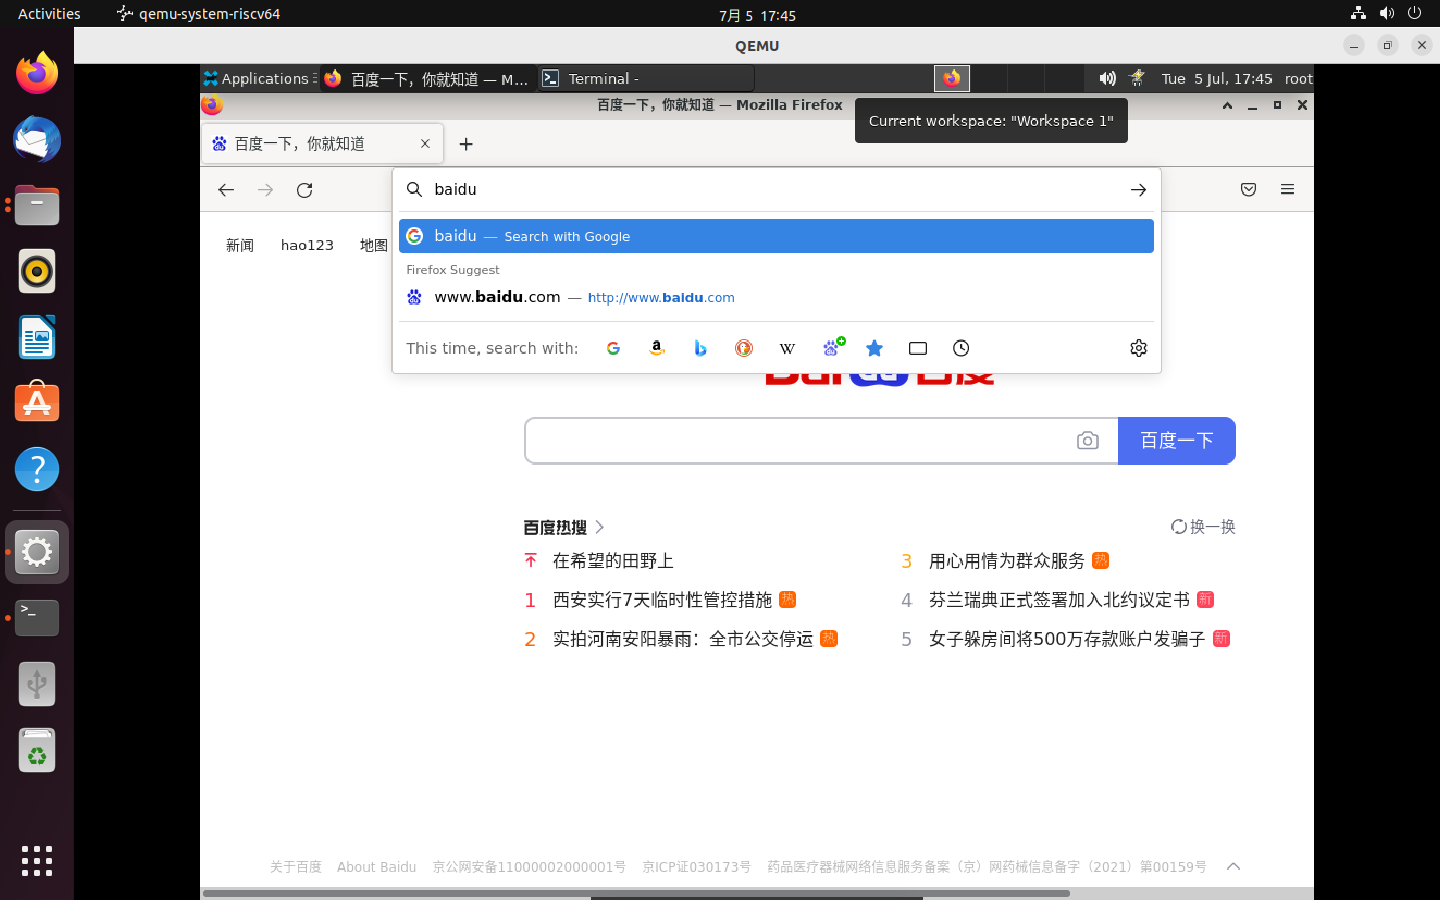 Activities qemu-system-riscv64 7月 5 17:45
QEMU
Applications 百度一下，你就知道 — M... Terminal - Tue 5 Jul, 17:45 root
百度一下，你就知道 — Mozilla Firefox
Current workspace: "Workspace 1"
百度一下，你就知道
baidu
baidu — Search with Google
新闻 hao123 地图
Firefox Suggest
www.baidu.com — http://www.baidu.com
This time, search with:
Bai du 百度
百度一下
百度热搜 换一换
在希望的田野上
3 用心用情为群众服务 热
1 西安实行7天临时性管控措施 热
4 芬兰瑞典正式签署加入北约议定书 新
2 实拍河南安阳暴雨：全市公交停运 热
5 女子躲房间将500万存款账户发骗子 新
关于百度 About Baidu 京公网安备11000002000001号 京ICP证030173号 药品医疗器械网络信息服务备案（京）网药械信息备字（2021）第00159号